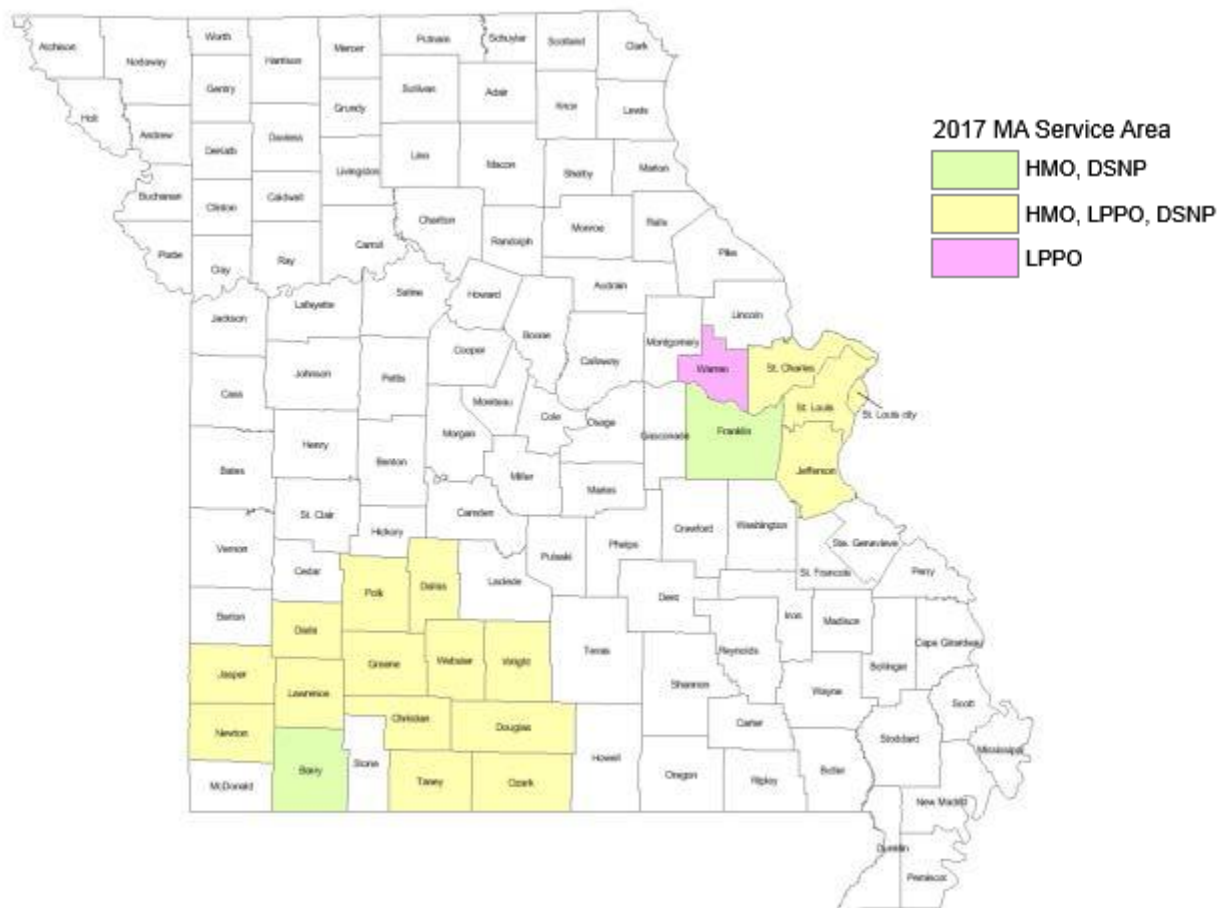 Atchison
Nodaway
Worth
Harrison
Mercer
Putnam
Schuyler
Scotland
Clark
Gentry
Sullivan
Adair
Knox
Lewis
Holt
Andrew
DeKalb
Daviess
Grundy
Livingston
Linn
Macon
Shelby
Marion
Buchanan
Clinton
Caldwell
Platte
Clay
Ray
Carroll
Chariton
Randolph
Monroe
Ralls
Pike
Jackson
Lafayette
Saline
Howard
Boone
Audrain
Callaway
Montgomery
Lincoln
Warren
St. Charles
St. Louis
St. Louis city
Cass
Johnson
Pettis
Cooper
Moniteau
Cole
Osage
Gasconade
Franklin
Jefferson
Bates
Henry
Benton
Morgan
Miller
Maries
St. Clair
Hickory
Camden
Pulaski
Phelps
Crawford
Washington
Ste. Genevieve
St. Francois
Perry
Vernon
Cedar
Polk
Dallas
Laclede
Dent
Iron
Madison
Cape Girardeau
Barton
Dade
Greene
Webster
Wright
Texas
Reynolds
Bollinger
Jasper
Lawrence
Christian
Douglas
Shannon
Wayne
Scott
Newton
Barry
Stone
Taney
Ozark
Howell
Carter
Oregon
Ripley
Butler
Stoddard
Mississippi
McDonald
New Madrid
Dunklin
Pemiscot
2017 MA Service Area
HMO, DSNP
HMO, LPPO, DSNP
LPPO